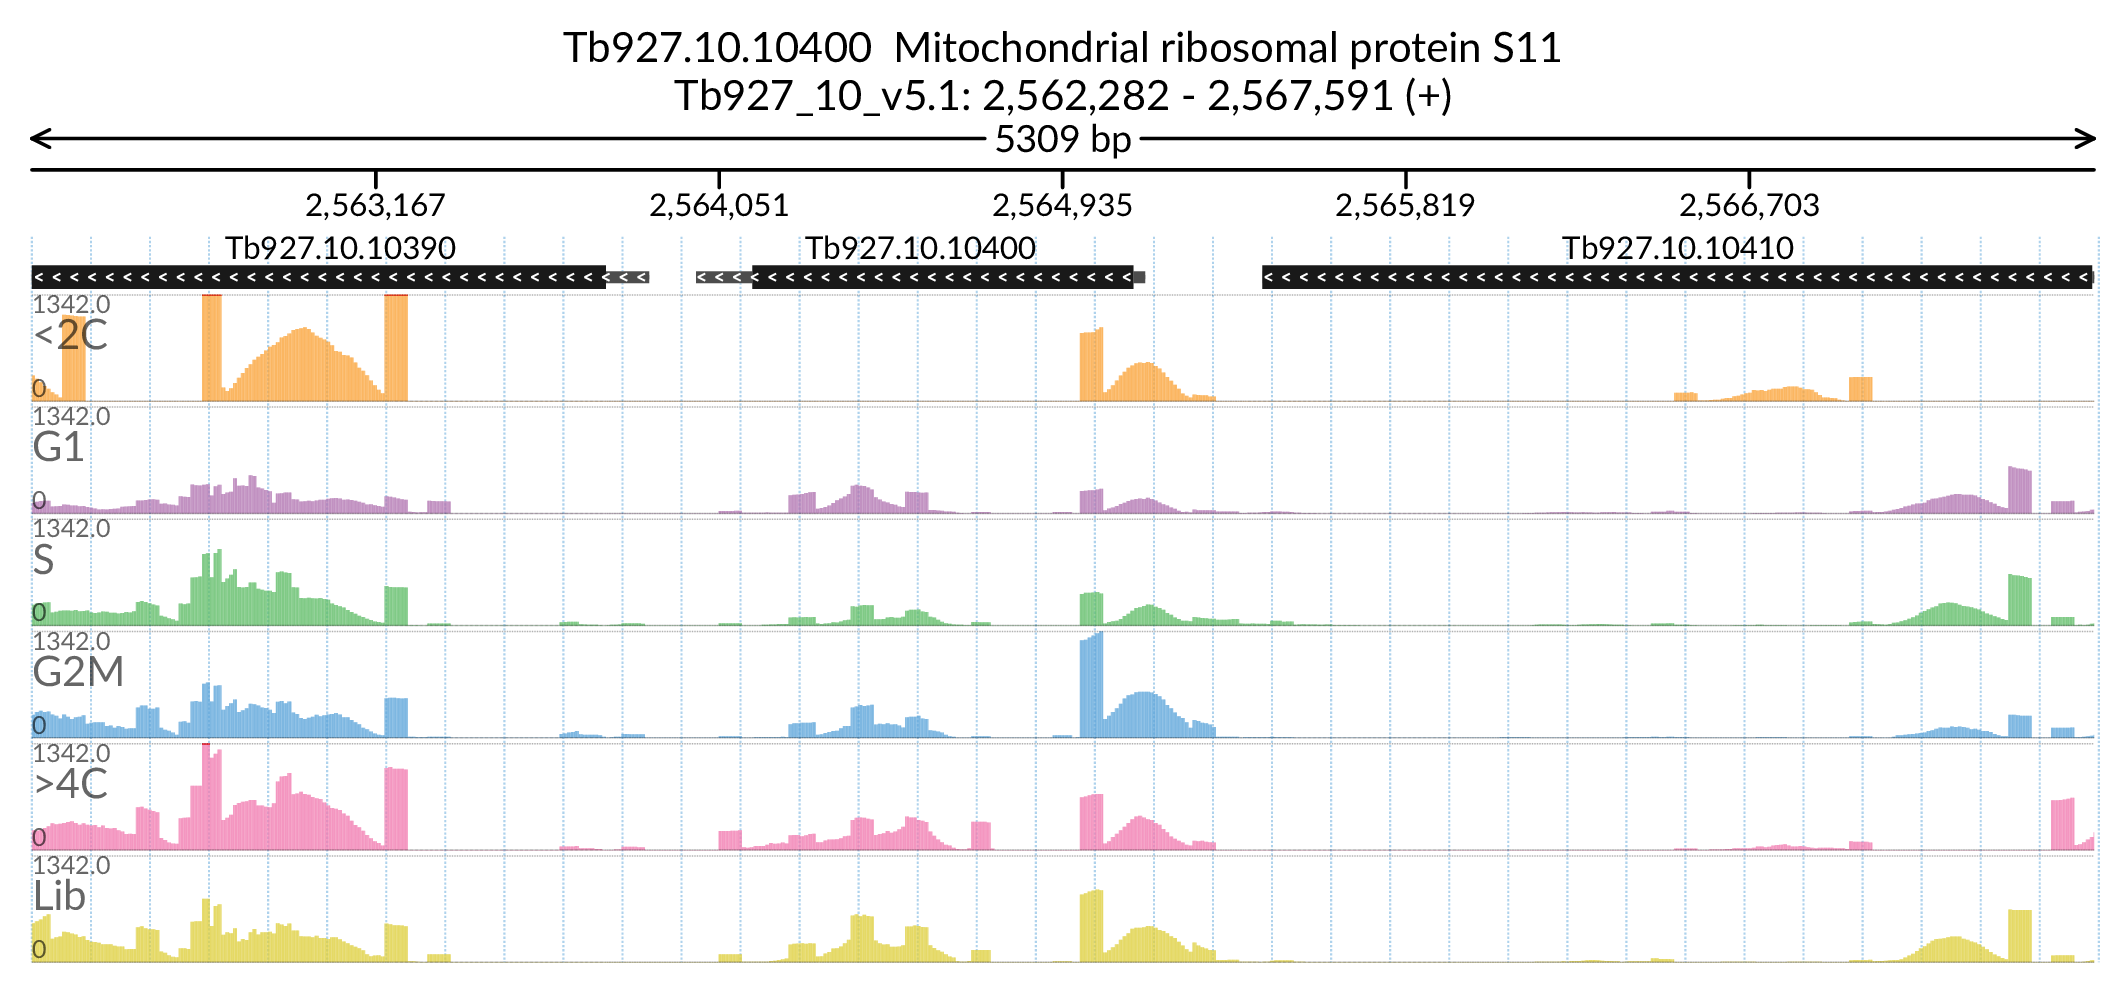 Tb927.10.10400 Mitochondrial ribosomal protein S11
Tb927_10_v5.1: 2,562,282 - 2,567,591 (+)
5309 bp
2,563,167 2,564,051 2,564,935 2,565,819 2,566,703
Tb927.10.10390 Tb927.10.10400 Tb927.10.10410
1342.0
<2C
0
1342.0
G1
0
1342.0
S
0
1342.0
G2M
0
1342.0
>4C
0
1342.0
Lib
0